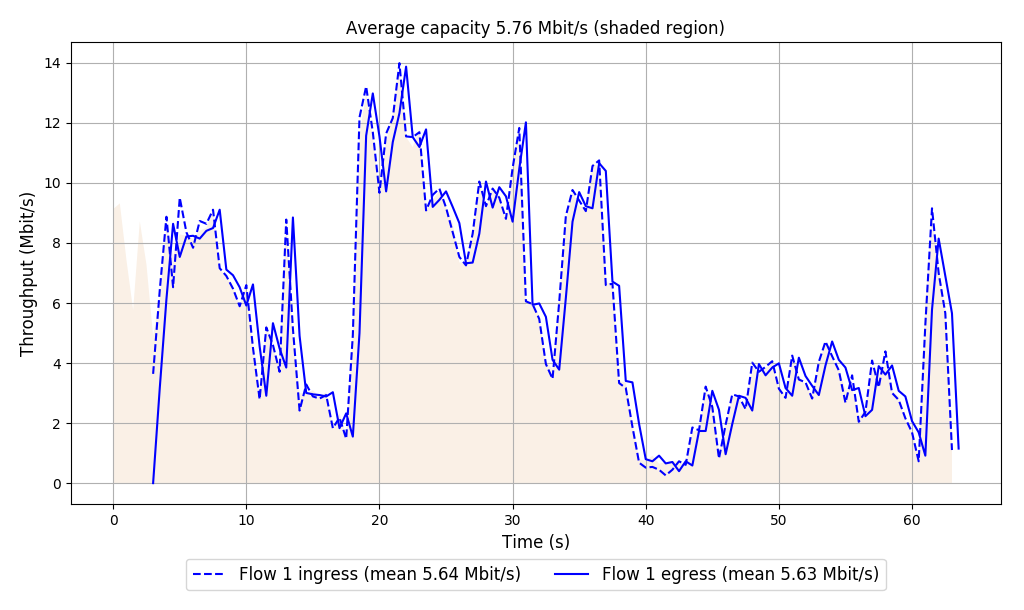 Average capacity 5.76 Mbit/s (shaded region)
Throughput (Mbit/s)
14
12
10
8
6
4
2
0
0 10 20 30 40 50 60
Time (s)
Flow 1 ingress (mean 5.64 Mbit/s) Flow 1 egress (mean 5.63 Mbit/s)